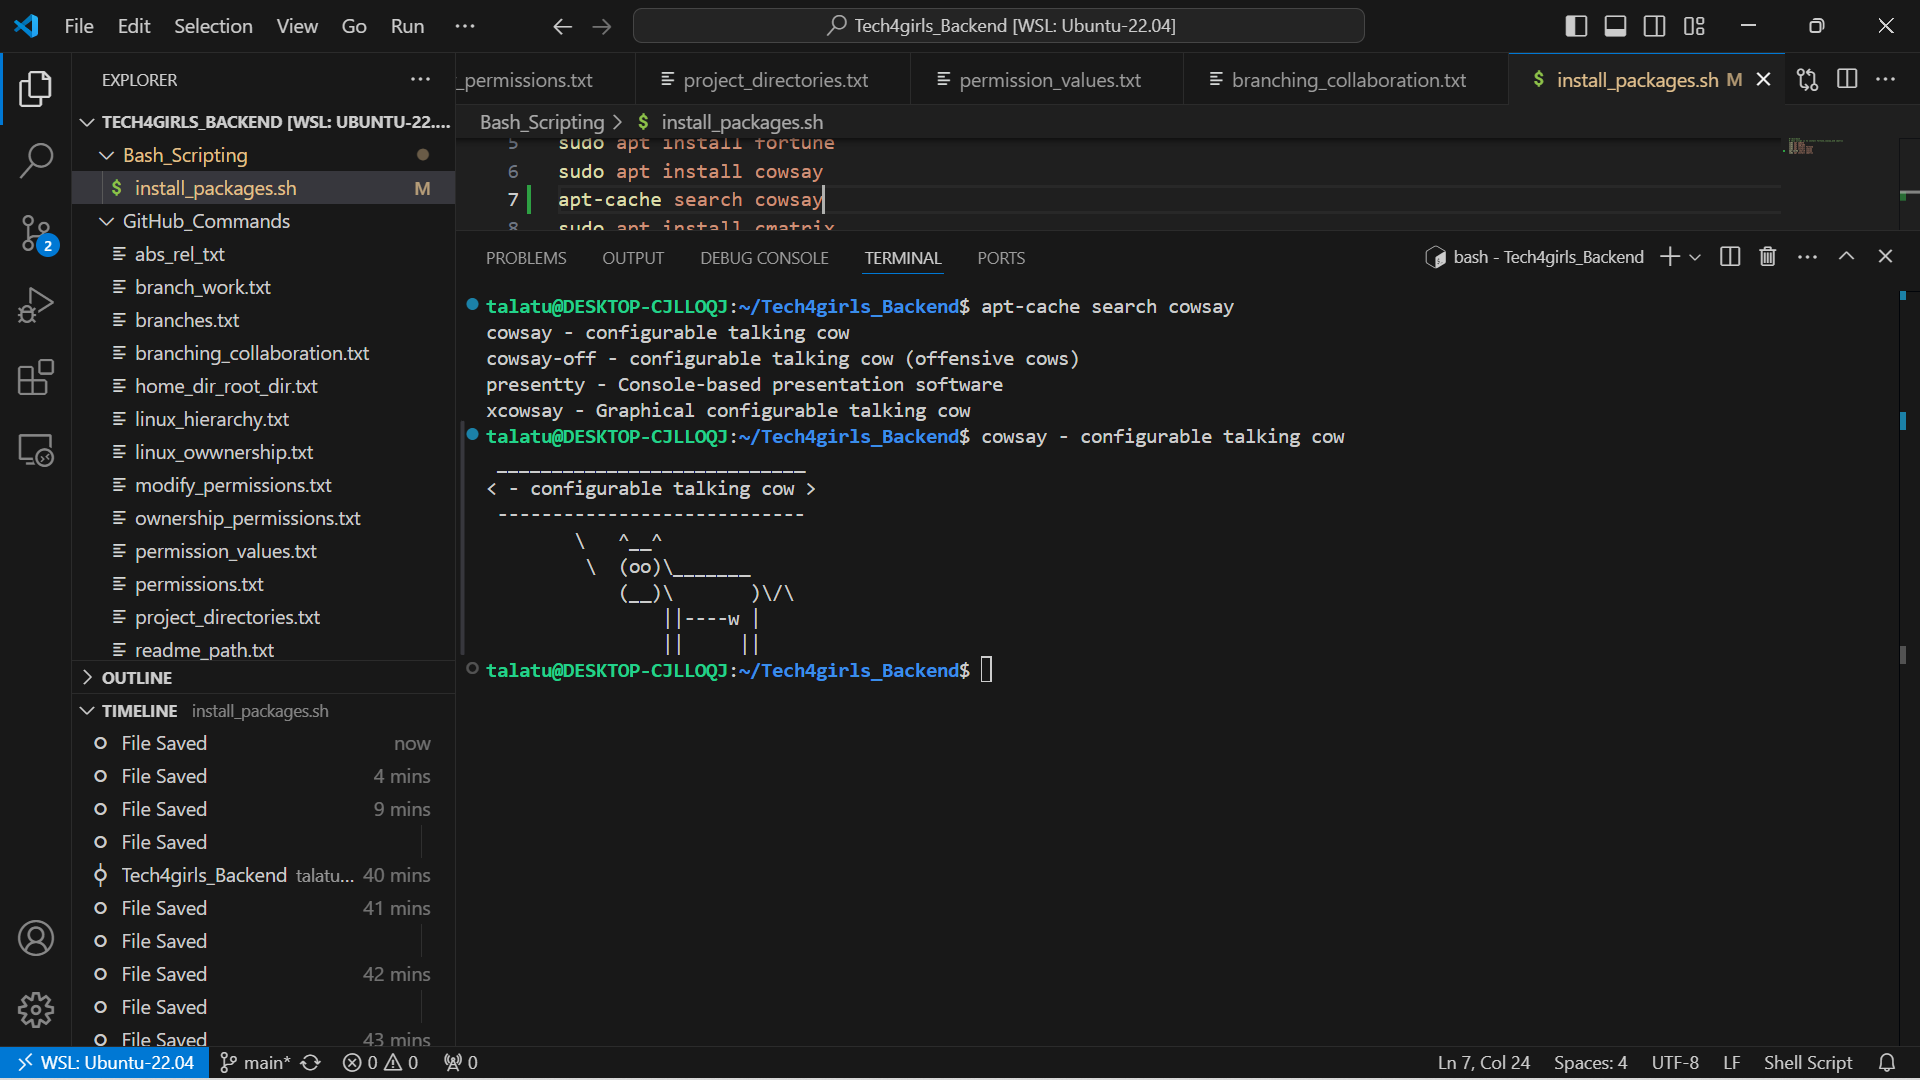 File Edit Selection View Go Run ···
Tech4girls_Backend [WSL: Ubuntu-22.04]
EXPLORER ···
_permissions.txt project_directories.txt permission_values.txt branching_collaboration.txt $ install_packages.sh M
TECH4GIRLS_BACKEND [WSL: UBUNTU-22....
Bash_Scripting
$ install_packages.sh M
GitHub_Commands
abs_rel_txt
branch_work.txt
branches.txt
branching_collaboration.txt
home_dir_root_dir.txt
linux_hierarchy.txt
linux_owwnership.txt
modify_permissions.txt
ownership_permissions.txt
permission_values.txt
permissions.txt
project_directories.txt
readme_path.txt
OUTLINE
TIMELINE install_packages.sh
File Saved now
File Saved 4 mins
File Saved 9 mins
File Saved
Tech4girls_Backend talatu... 40 mins
File Saved 41 mins
File Saved
File Saved 42 mins
File Saved
File Saved 43 mins
2
Bash_Scripting > $ install_packages.sh
5 sudo apt install fortune
6 sudo apt install cowsay
7 apt-cache search cowsay
8 sudo apt install cmatrix
PROBLEMS OUTPUT DEBUG CONSOLE TERMINAL PORTS
bash - Tech4girls_Backend
talatu@DESKTOP-CJLLOQJ:~/Tech4girls_Backend$ apt-cache search cowsay
cowsay - configurable talking cow
cowsay-off - configurable talking cow (offensive cows)
presentty - Console-based presentation software
xcowsay - Graphical configurable talking cow
talatu@DESKTOP-CJLLOQJ:~/Tech4girls_Backend$ cowsay - configurable talking cow
 ____________________________
< - configurable talking cow >
 ----------------------------
        \   ^__^
         \  (oo)\_______
            (__)\       )\/\
                ||----w |
                ||     ||
talatu@DESKTOP-CJLLOQJ:~/Tech4girls_Backend$
WSL: Ubuntu-22.04 main* 0 0 0
Ln 7, Col 24 Spaces: 4 UTF-8 LF Shell Script